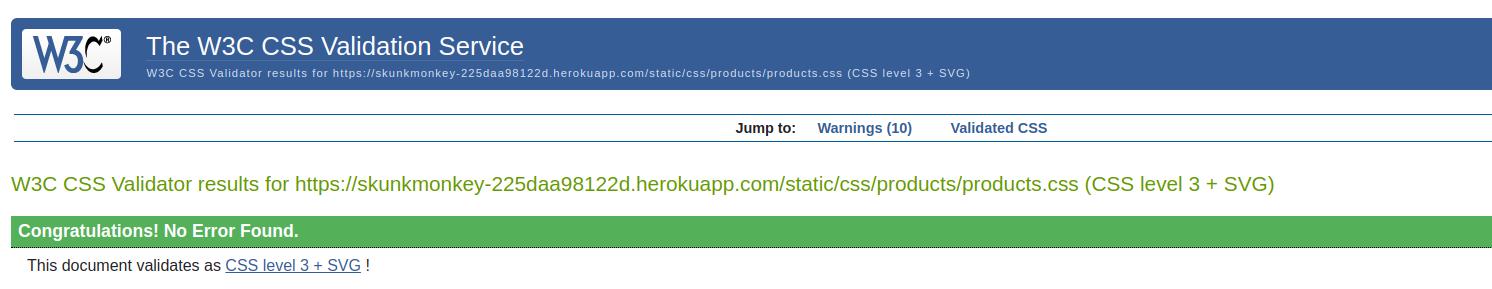 W3C®
The W3C CSS Validation Service
W3C CSS Validator results for https://skunkmonkey-225daa98122d.herokuapp.com/static/css/products/products.css (CSS level 3 + SVG)
Jump to: Warnings (10) Validated CSS
W3C CSS Validator results for https://skunkmonkey-225daa98122d.herokuapp.com/static/css/products/products.css (CSS level 3 + SVG)
Congratulations! No Error Found.
This document validates as CSS level 3 + SVG !